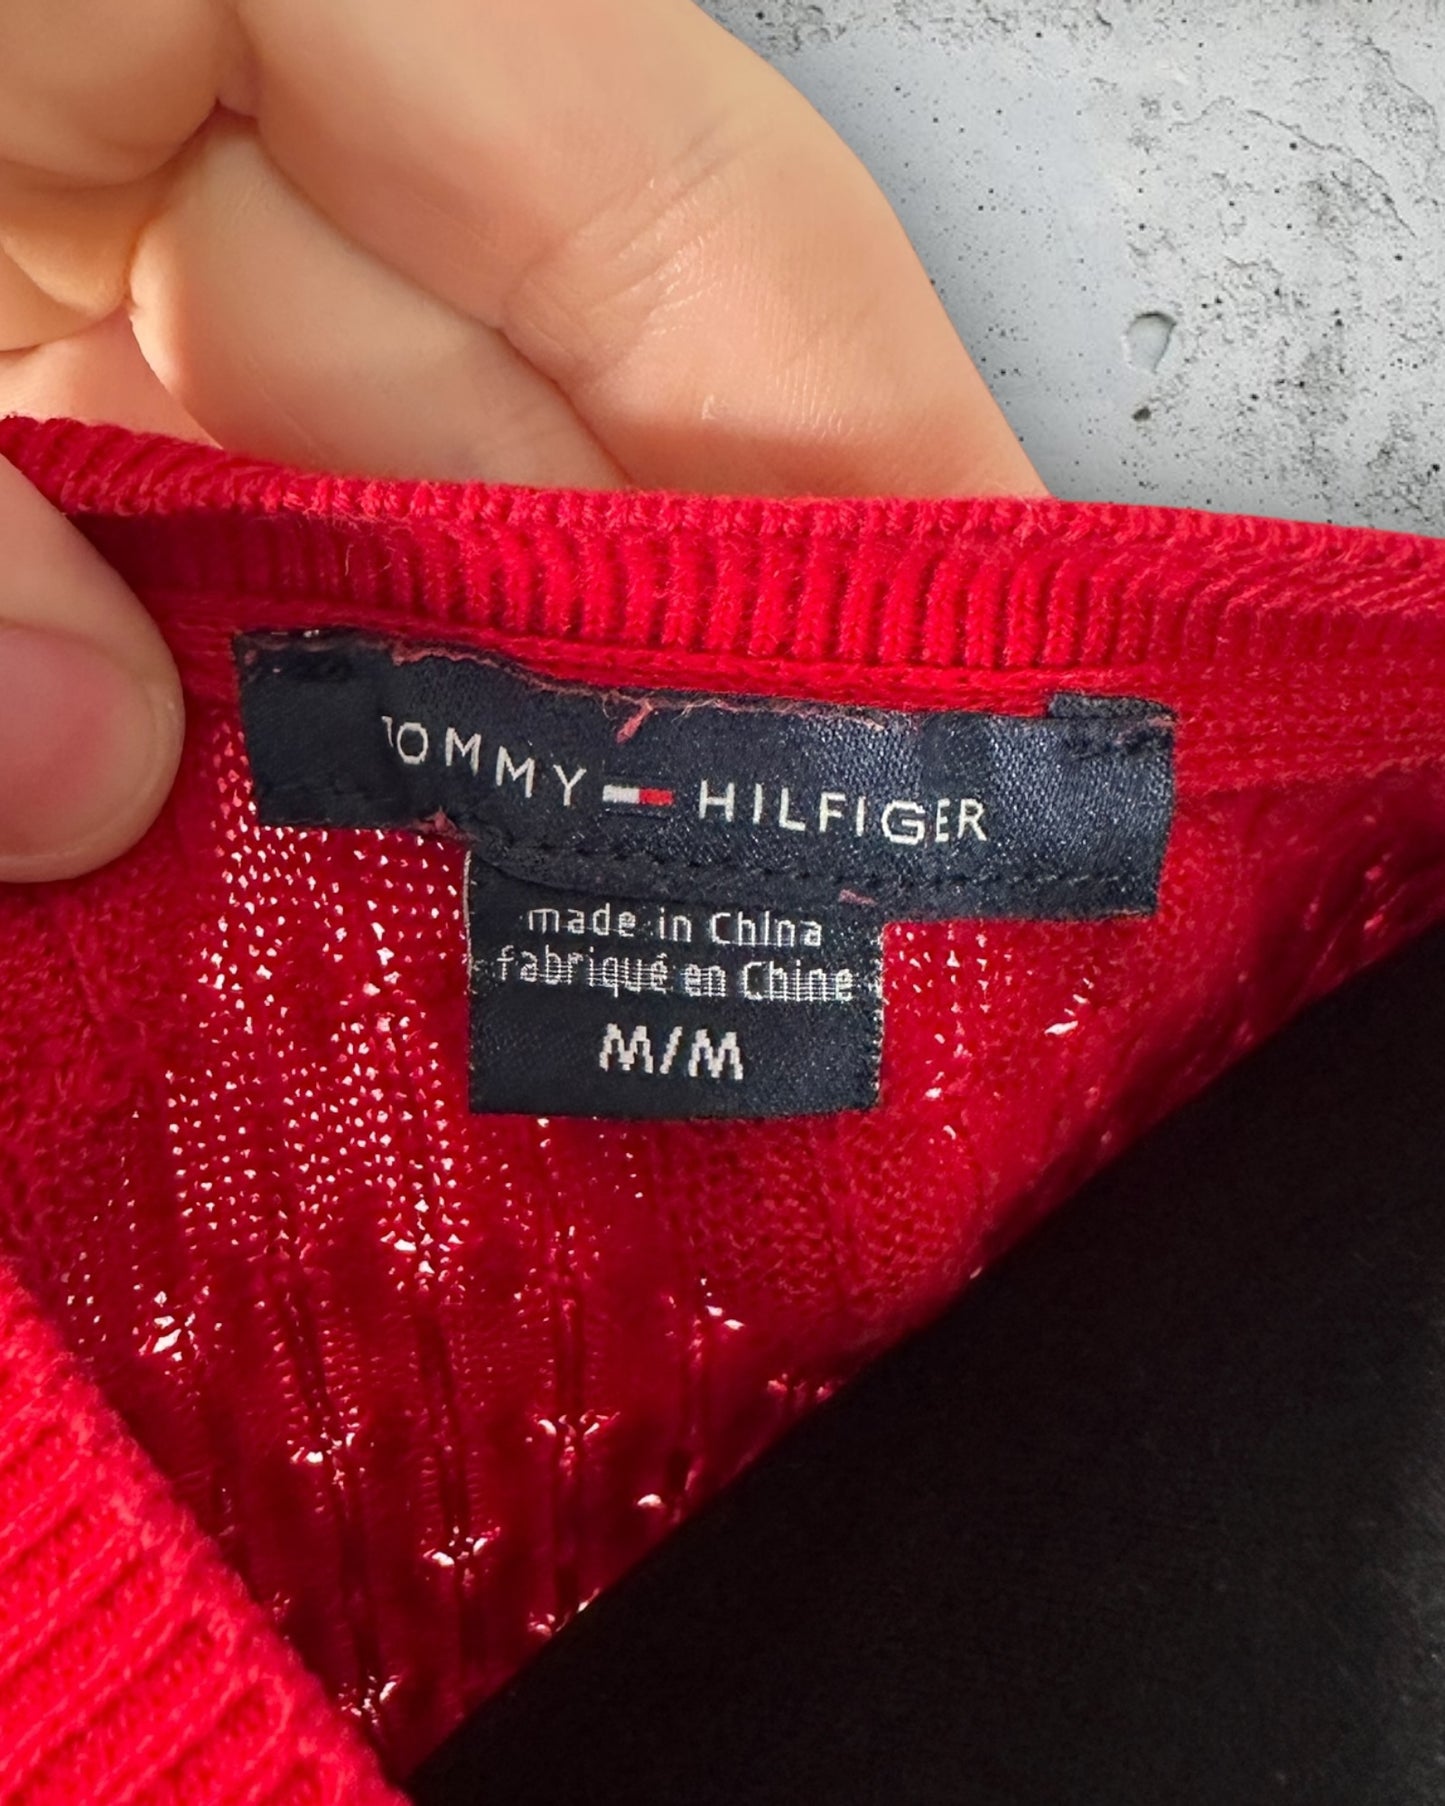 TOMMY HILFIGER
made in China
fabriqué en Chine
M/M